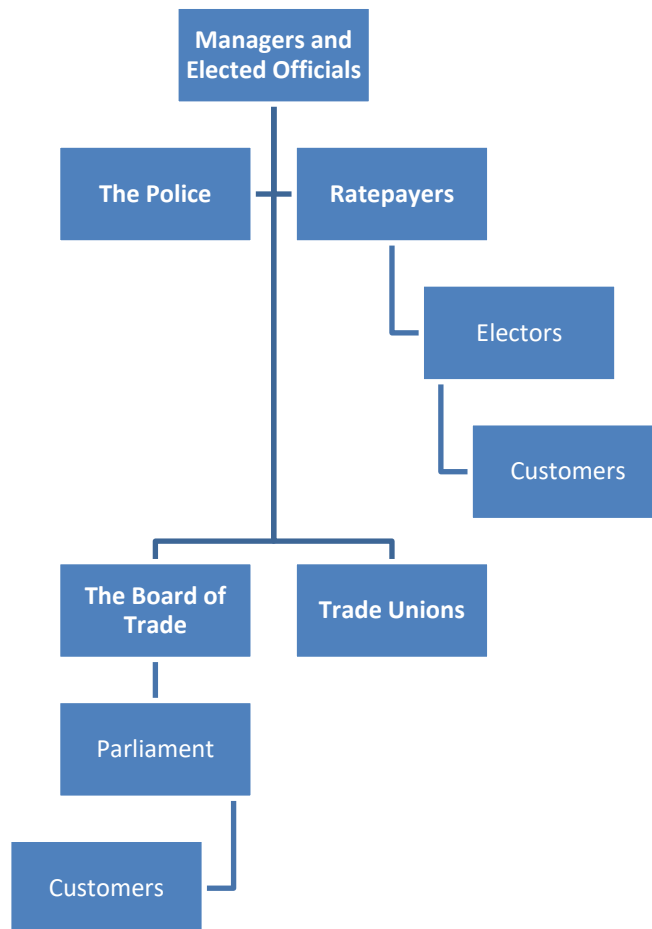 Managers and
Elected Officials
The Police
Ratepayers
Electors
Customers
The Board of
Trade
Trade Unions
Parliament
Customers